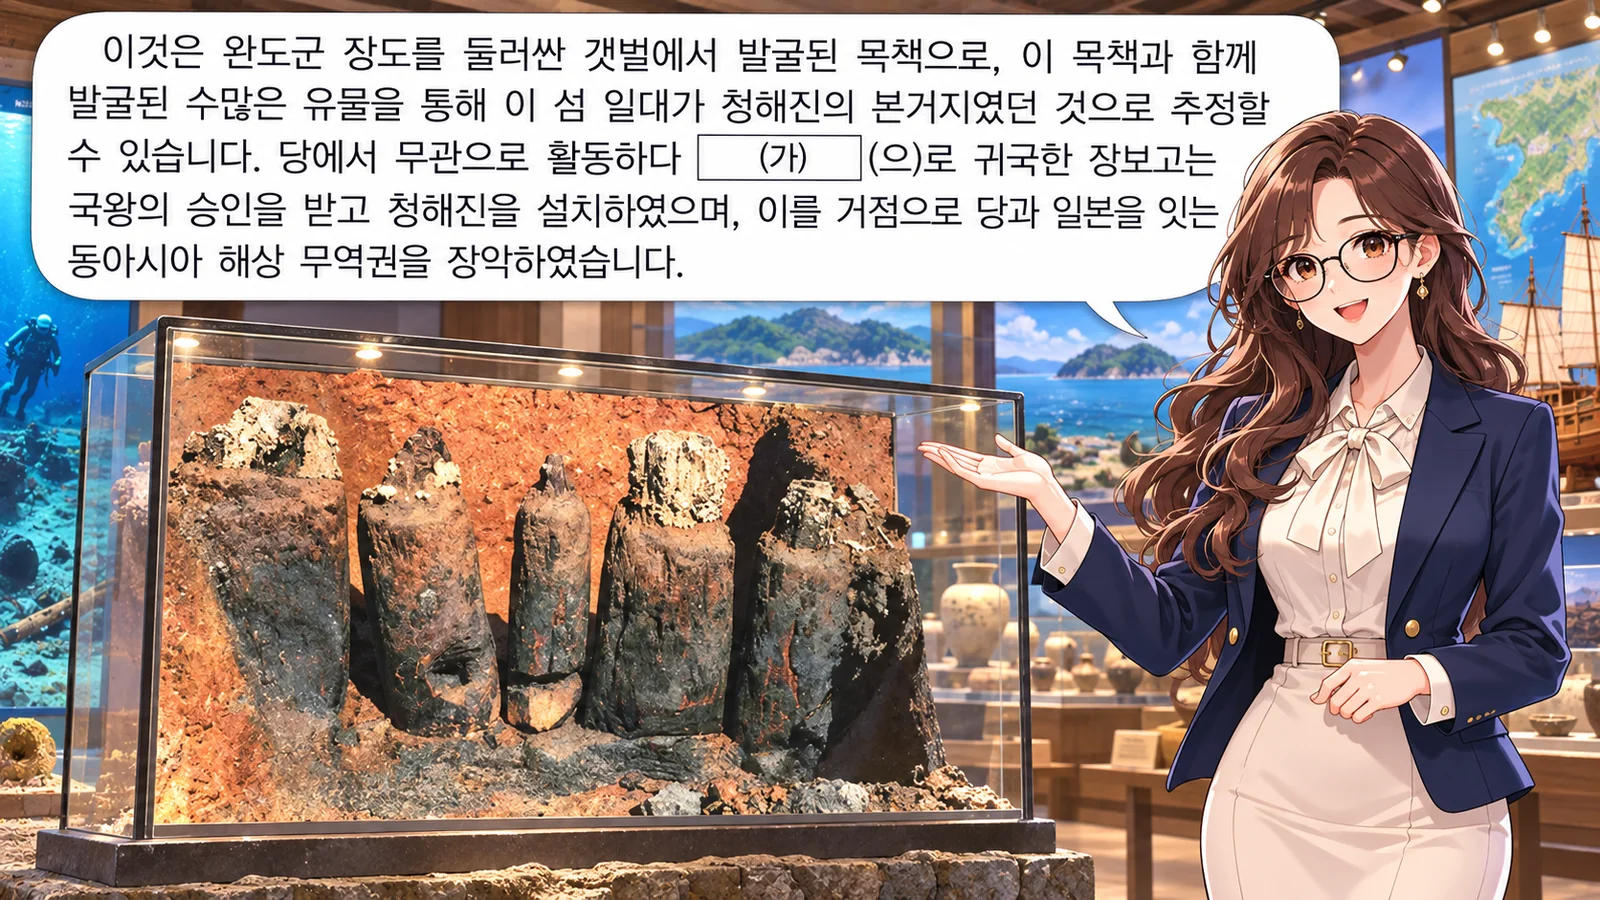 이것은 완도군 장도를 둘러싼 갯벌에서 발굴된 목책으로, 이 목책과 함께
발굴된 수많은 유물을 통해 이 섬 일대가 청해진의 본거지였던 것으로 추정할
수 있습니다. 당에서 무관으로 활동하다 (가) (으)로 귀국한 장보고는
국왕의 승인을 받고 청해진을 설치하였으며, 이를 거점으로 당과 일본을 잇는
동아시아 해상 무역권을 장악하였습니다.